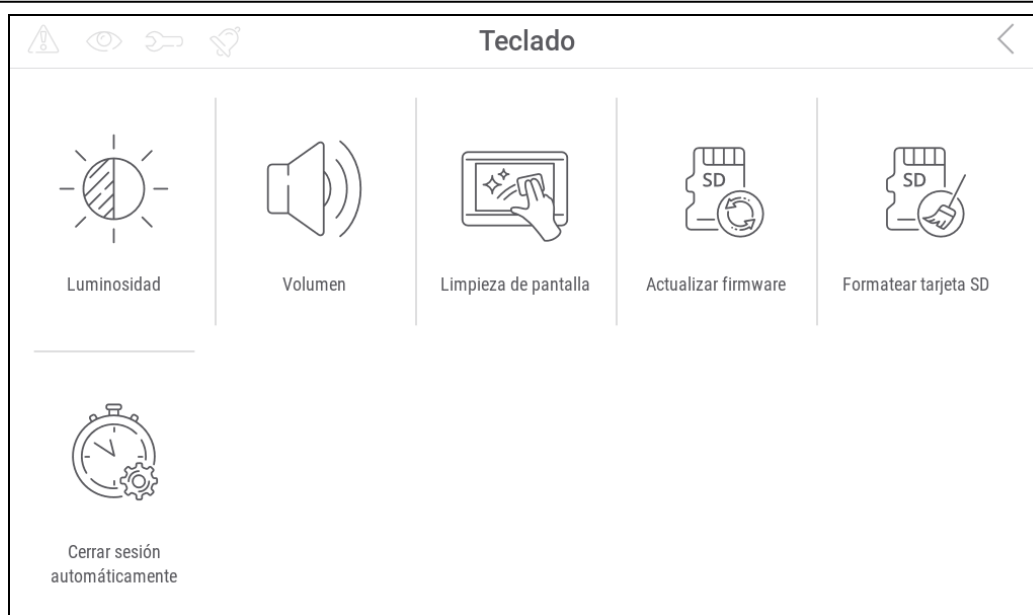 Teclado
SD
SD
Luminosidad
Volumen
Limpieza de pantalla
Actualizar firmware
Formatear tarjeta SD
Cerrar sesión
automáticamente